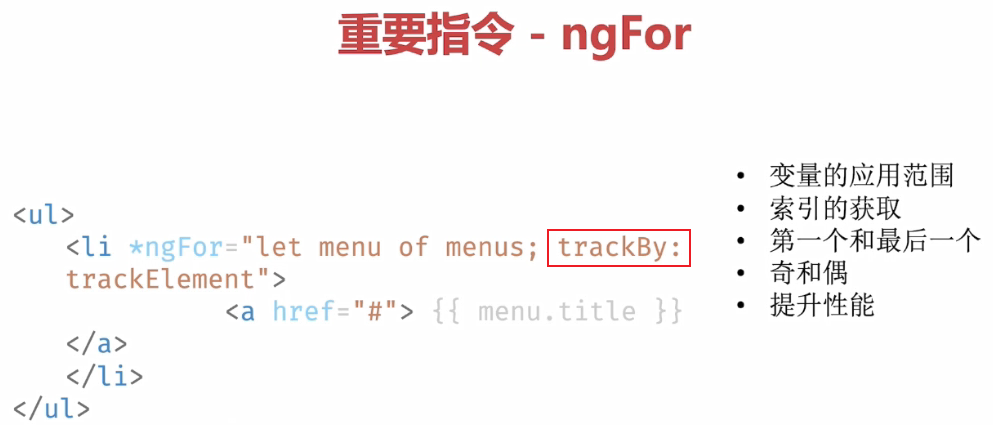 重要指令 - ngFor
<ul>
<li *ngFor="let menu of menus; trackBy:
trackElement">
<a href="#"> {{ menu.title }}
</a>
</li>
</ul>
• 变量的应用范围
• 索引的获取
• 第一个和最后一个
• 奇和偶
• 提升性能